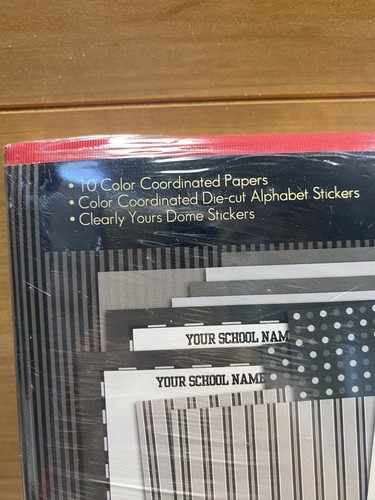 • 10 Color Coordinated Papers
• Color Coordinated Die-cut Alphabet Stickers
• Clearly Yours Dome Stickers
YOUR SCHOOL NAM
YOUR SCHOOL NAME